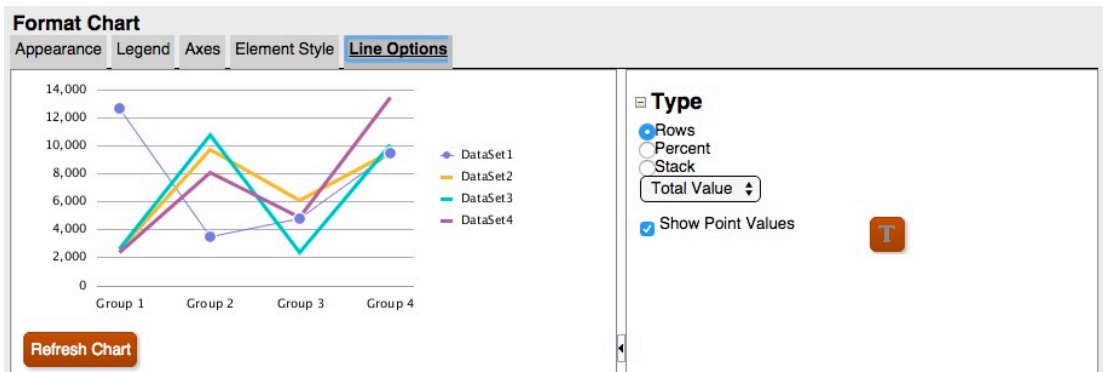 Format Chart
Appearance Legend Axes Element Style Line Options
14,000
12,000
10,000
8,000
6,000
4,000
2,000
0
Group 1 Group 2 Group 3 Group 4
DataSet1
DataSet2
DataSet3
DataSet4
Refresh Chart
Type
Rows
Percent
Stack
Total Value
Show Point Values
T